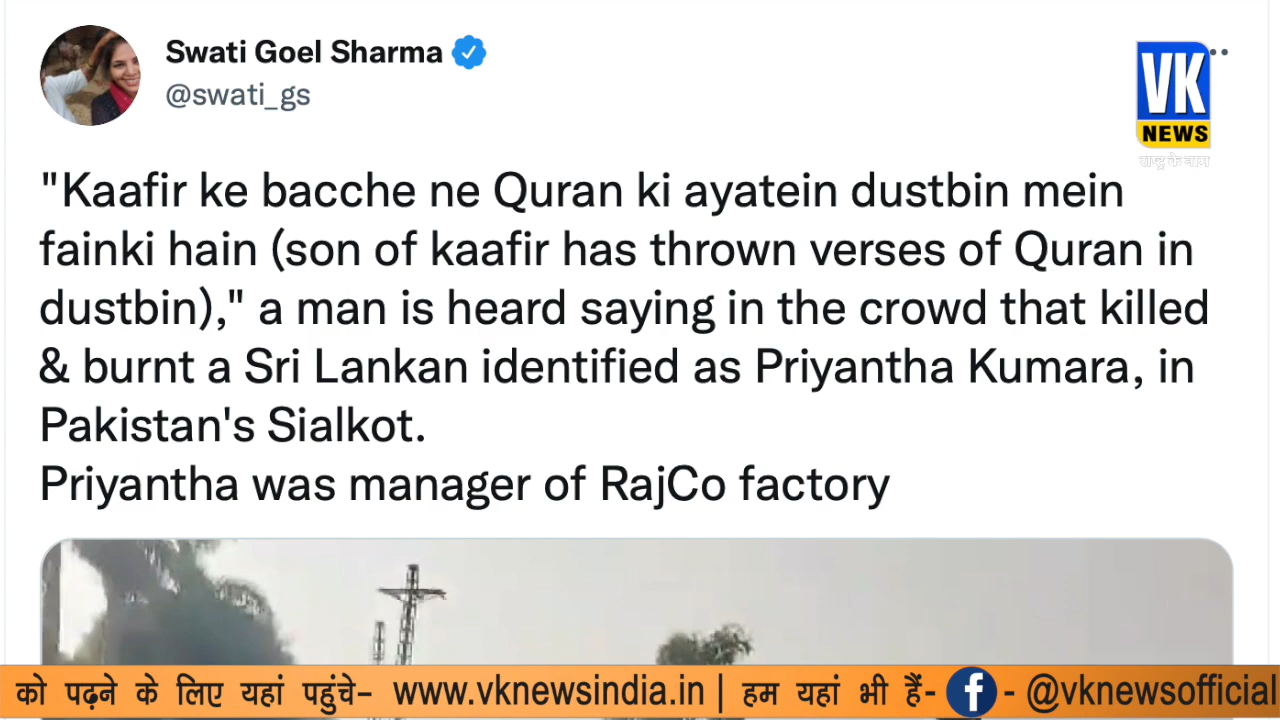 Swati Goel Sharma
@swati_gs
VK
NEWS
राष्ट्र के नाम
"Kaafir ke bacche ne Quran ki ayatein dustbin mein
fainki hain (son of kaafir has thrown verses of Quran in
dustbin)," a man is heard saying in the crowd that killed
& burnt a Sri Lankan identified as Priyantha Kumara, in
Pakistan's Sialkot.
Priyantha was manager of RajCo factory
को पढ़ने के लिए यहां पहुंचे- www.vknewsindia.in | हम यहां भी हैं- f - @vknewsofficial